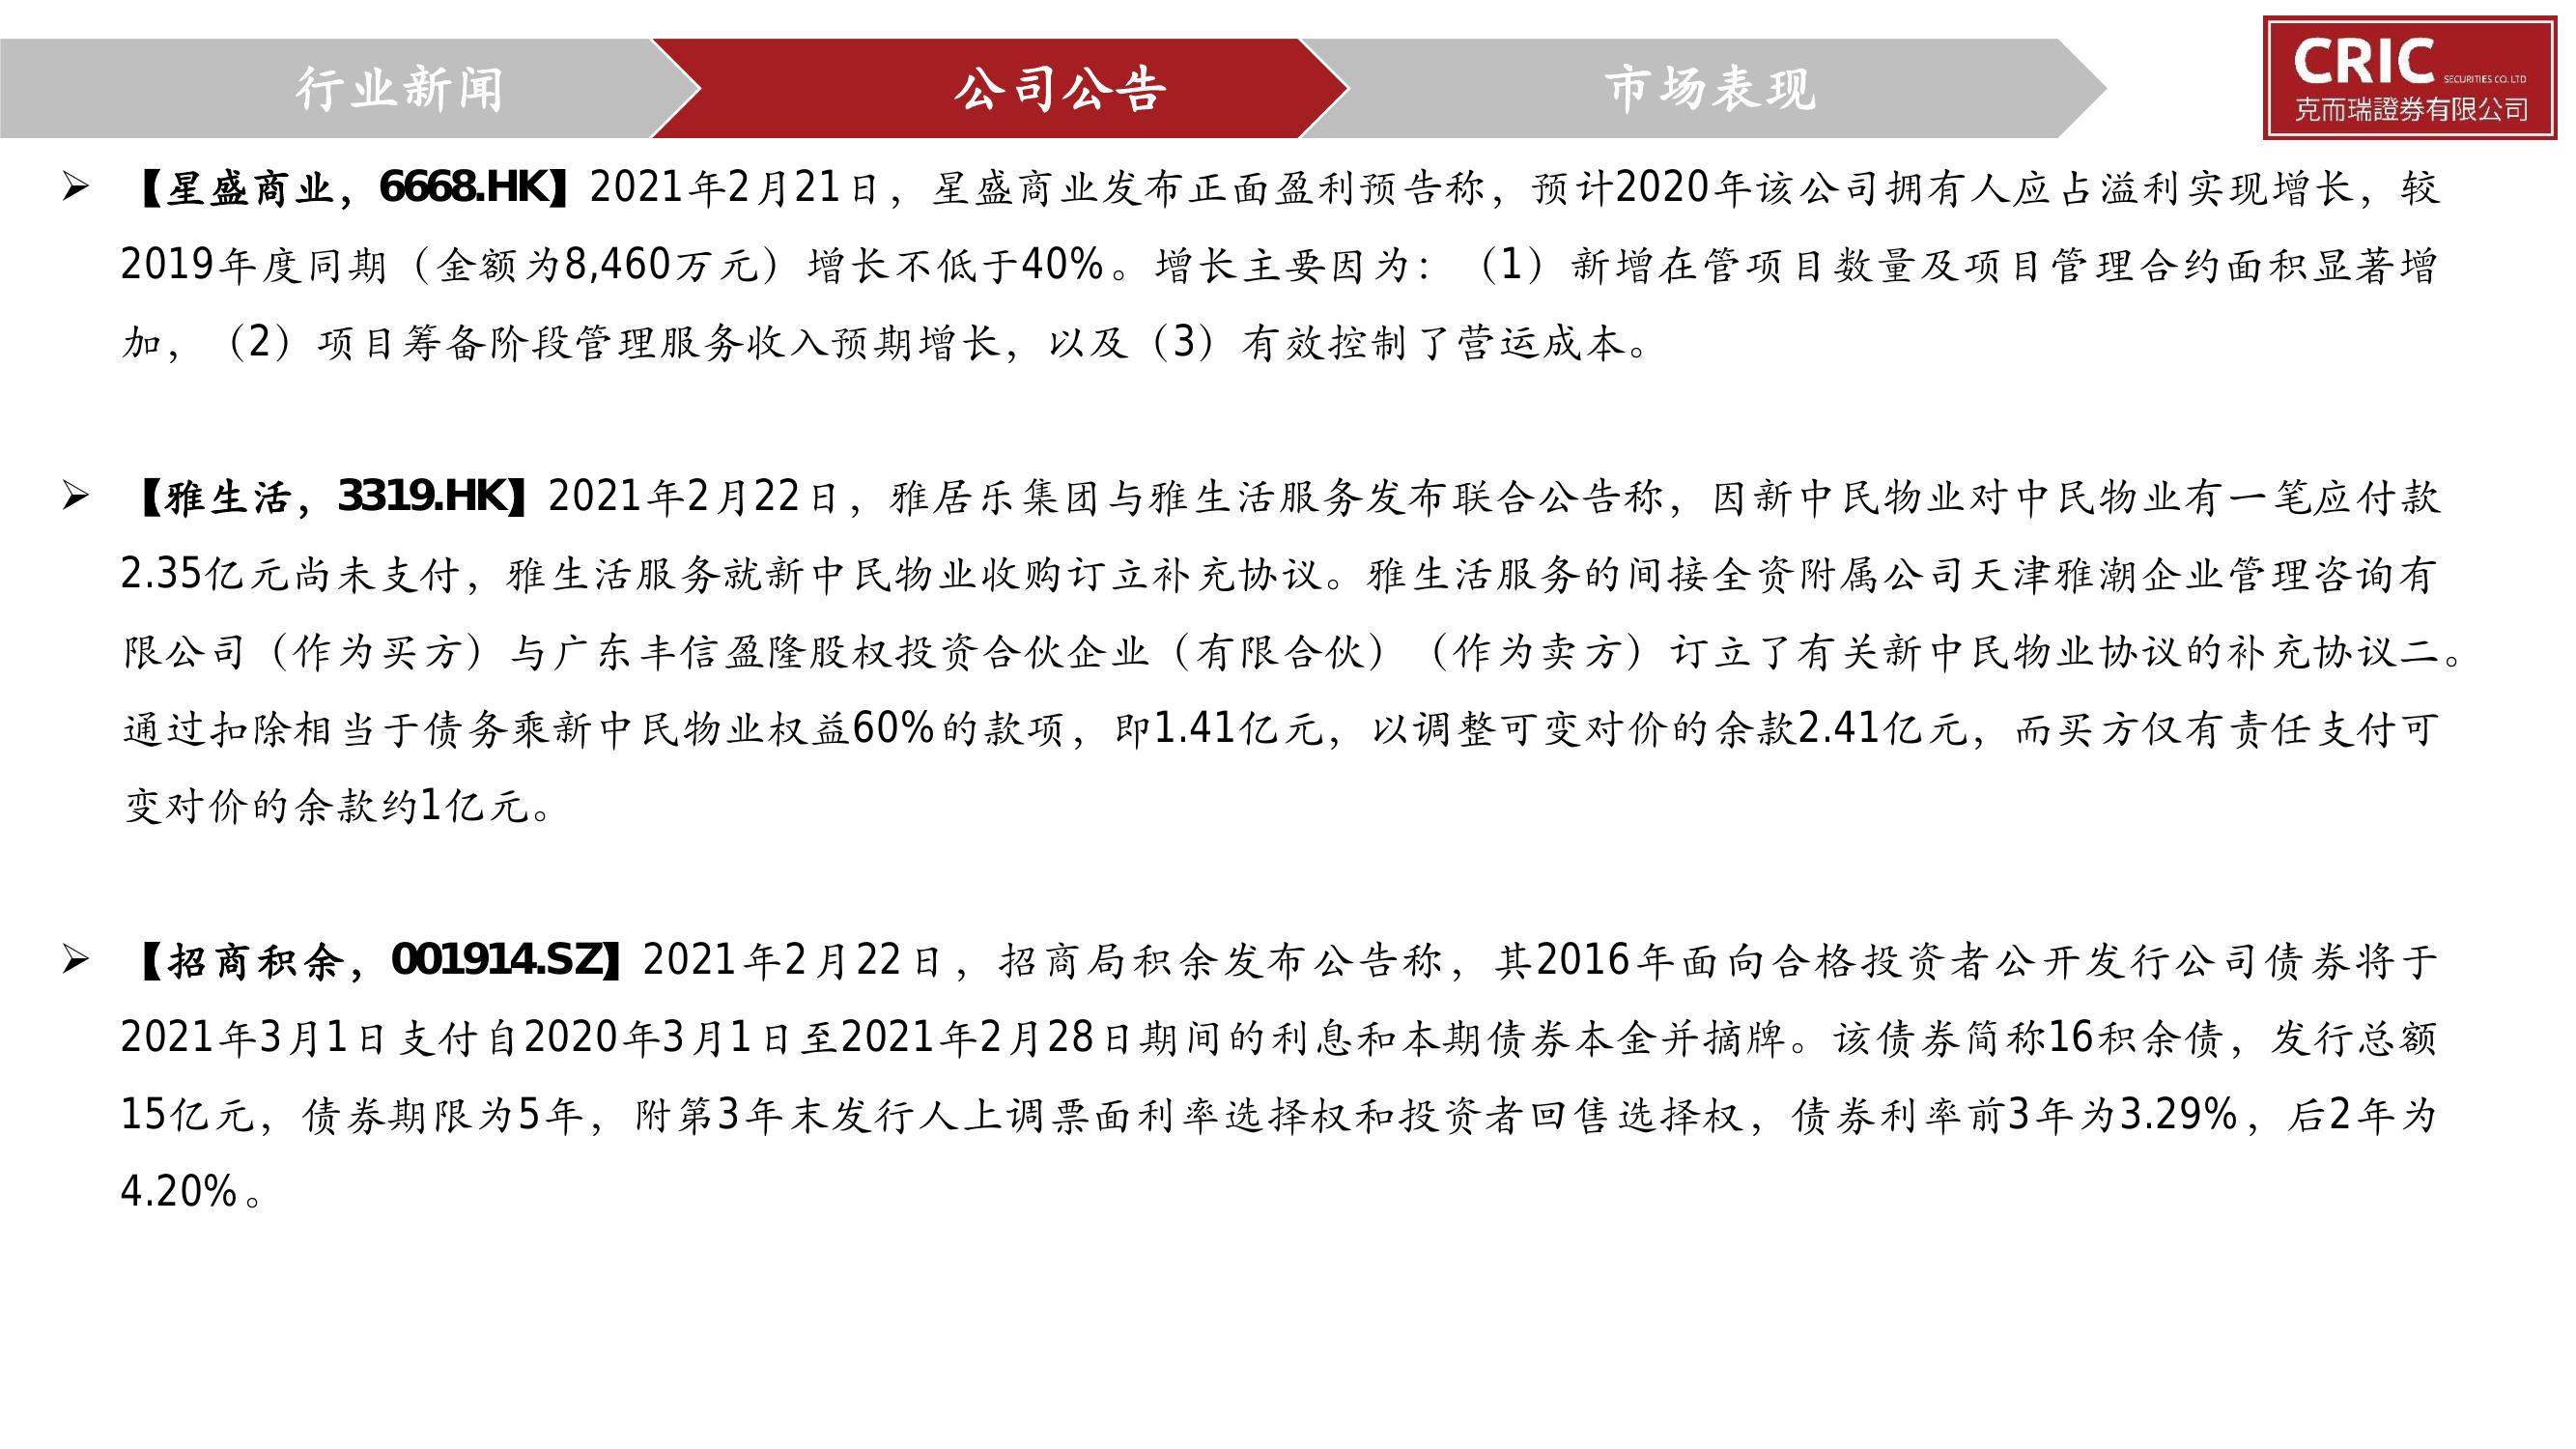 行业新闻
公司公告
市场表现
CRIC SECURITIES CO. LTD
克而瑞證券有限公司
➢ 【星盛商业，6668.HK】2021年2月21日，星盛商业发布正面盈利预告称，预计2020年该公司拥有人应占溢利实现增长，较
2019年度同期（金额为8,460万元）增长不低于40%。增长主要因为：（1）新增在管项目数量及项目管理合约面积显著增
加，（2）项目筹备阶段管理服务收入预期增长，以及（3）有效控制了营运成本。
➢ 【雅生活，3319.HK】2021年2月22日，雅居乐集团与雅生活服务发布联合公告称，因新中民物业对中民物业有一笔应付款
2.35亿元尚未支付，雅生活服务就新中民物业收购订立补充协议。雅生活服务的间接全资附属公司天津雅潮企业管理咨询有
限公司（作为买方）与广东丰信盈隆股权投资合伙企业（有限合伙）（作为卖方）订立了有关新中民物业协议的补充协议二。
通过扣除相当于债务乘新中民物业权益60%的款项，即1.41亿元，以调整可变对价的余款2.41亿元，而买方仅有责任支付可
变对价的余款约1亿元。
➢ 【招商积余，001914.SZ】2021年2月22日，招商局积余发布公告称，其2016年面向合格投资者公开发行公司债券将于
2021年3月1日支付自2020年3月1日至2021年2月28日期间的利息和本期债券本金并摘牌。该债券简称16积余债，发行总额
15亿元，债券期限为5年，附第3年末发行人上调票面利率选择权和投资者回售选择权，债券利率前3年为3.29%，后2年为
4.20%。